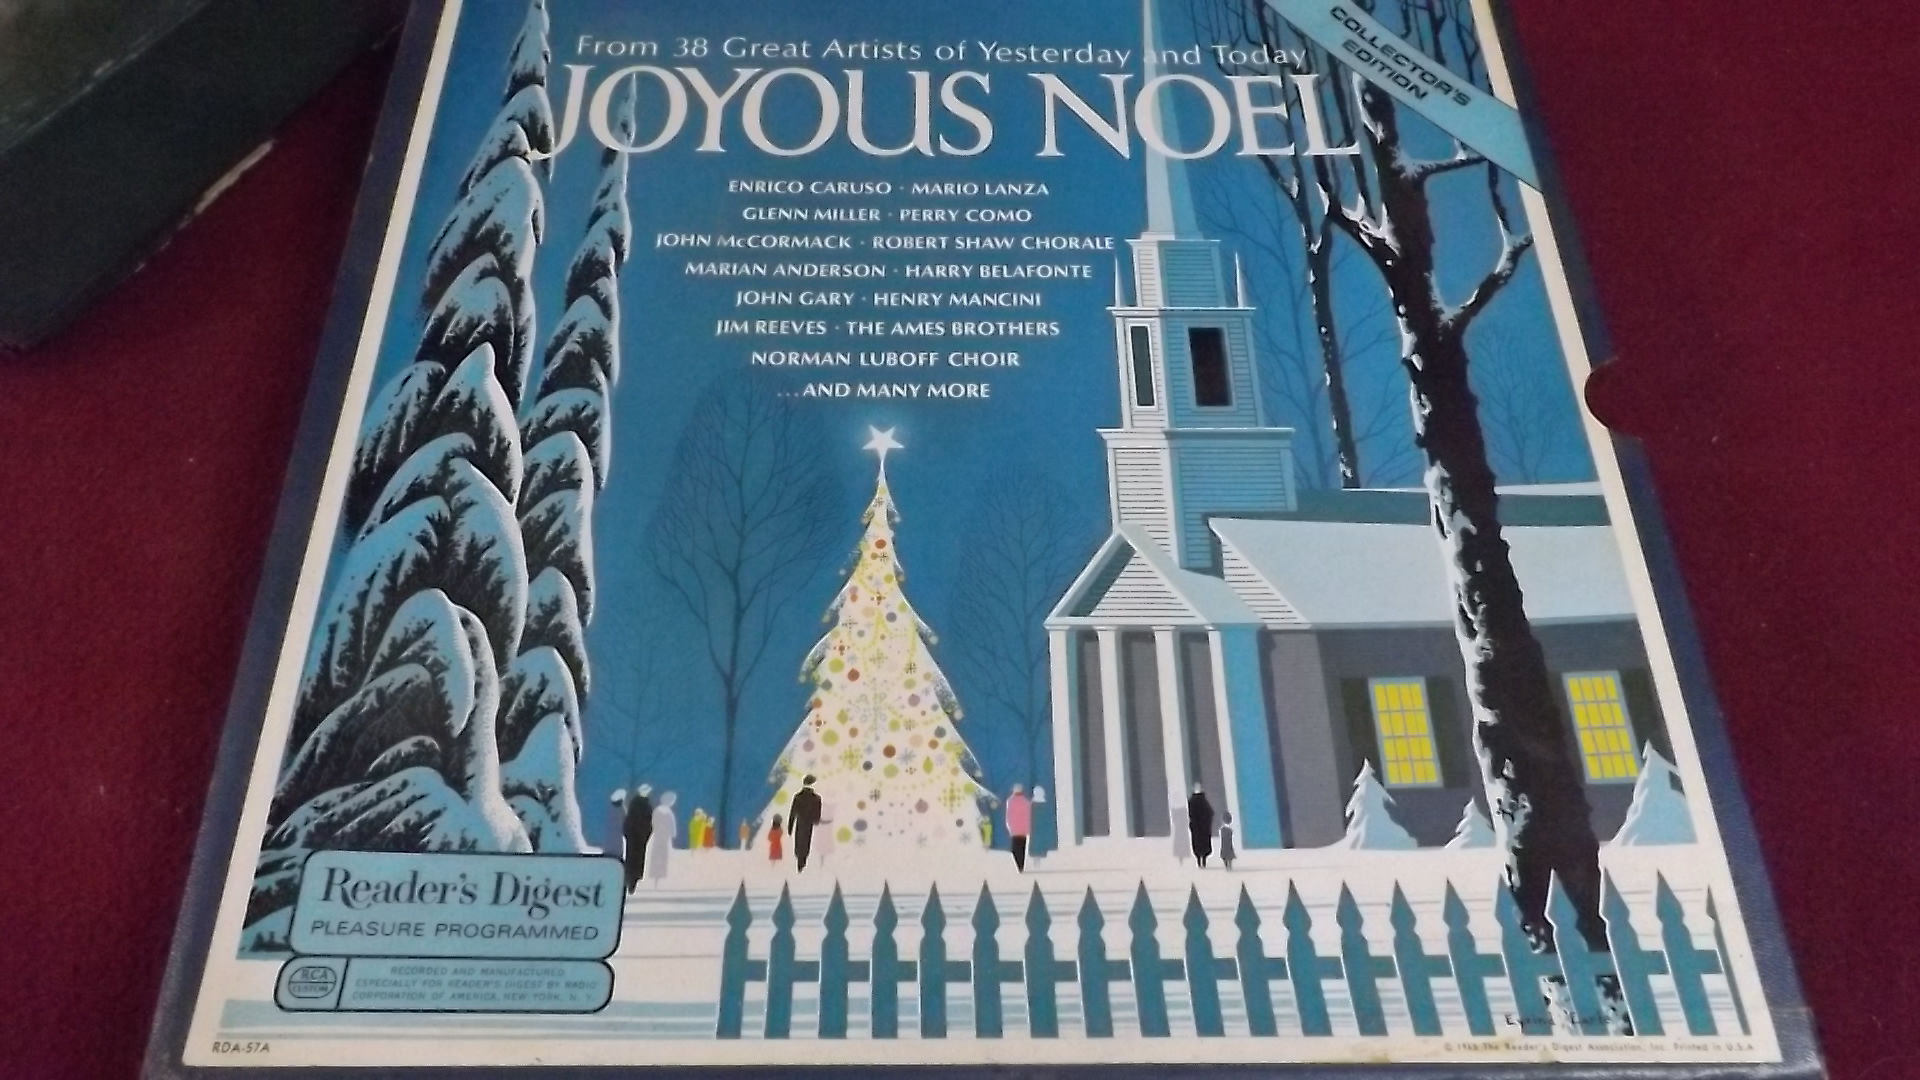 From 38 Great Artists of Yesterday and Today
JOYOUS NOEL
COLLECTOR'S
EDITION
ENRICO CARUSO • MARIO LANZA
GLENN MILLER • PERRY COMO
JOHN McCORMACK • ROBERT SHAW CHORALE
MARIAN ANDERSON • HARRY BELAFONTE
JOHN GARY • HENRY MANCINI
JIM REEVES • THE AMES BROTHERS
NORMAN LUBOFF CHOIR
...AND MANY MORE
Reader's Digest
PLEASURE PROGRAMMED
RCA
CUSTOM
RECORDED AND MANUFACTURED
ESPECIALLY FOR READER'S DIGEST BY RADIO
CORPORATION OF AMERICA, NEW YORK, N. Y.
Eyvind Earle
RDA-57A
The Reader's Digest Association, Inc. Printed in U.S.A